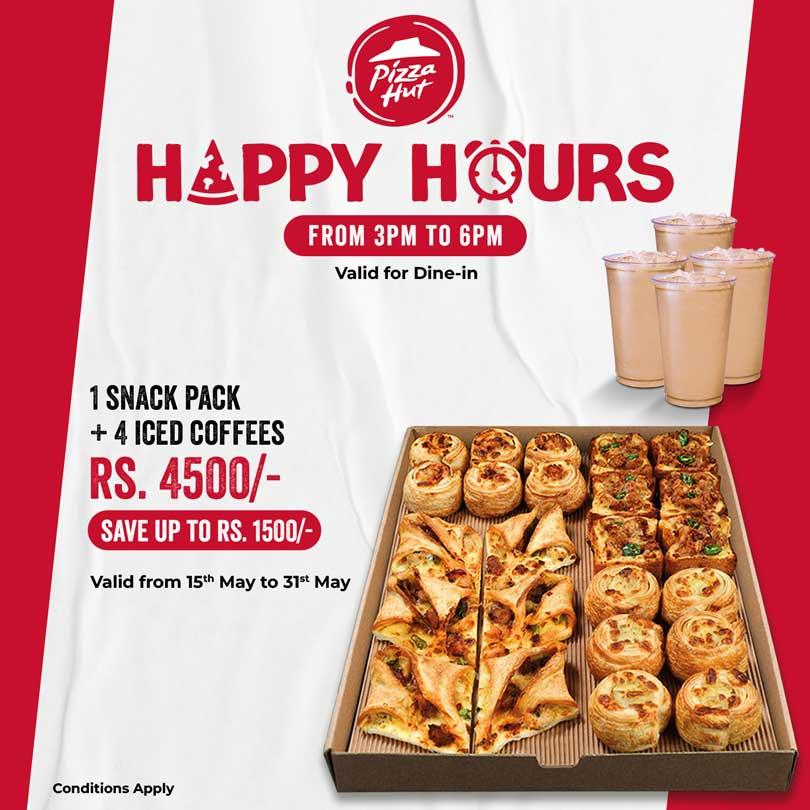 Pizza
Hut
TM
HAPPY HOURS
FROM 3PM TO 6PM
Valid for Dine-in
1 SNACK PACK
+ 4 ICED COFFEES
RS. 4500/-
SAVE UP TO RS. 1500/-
Valid from 15th May to 31st May
Conditions Apply